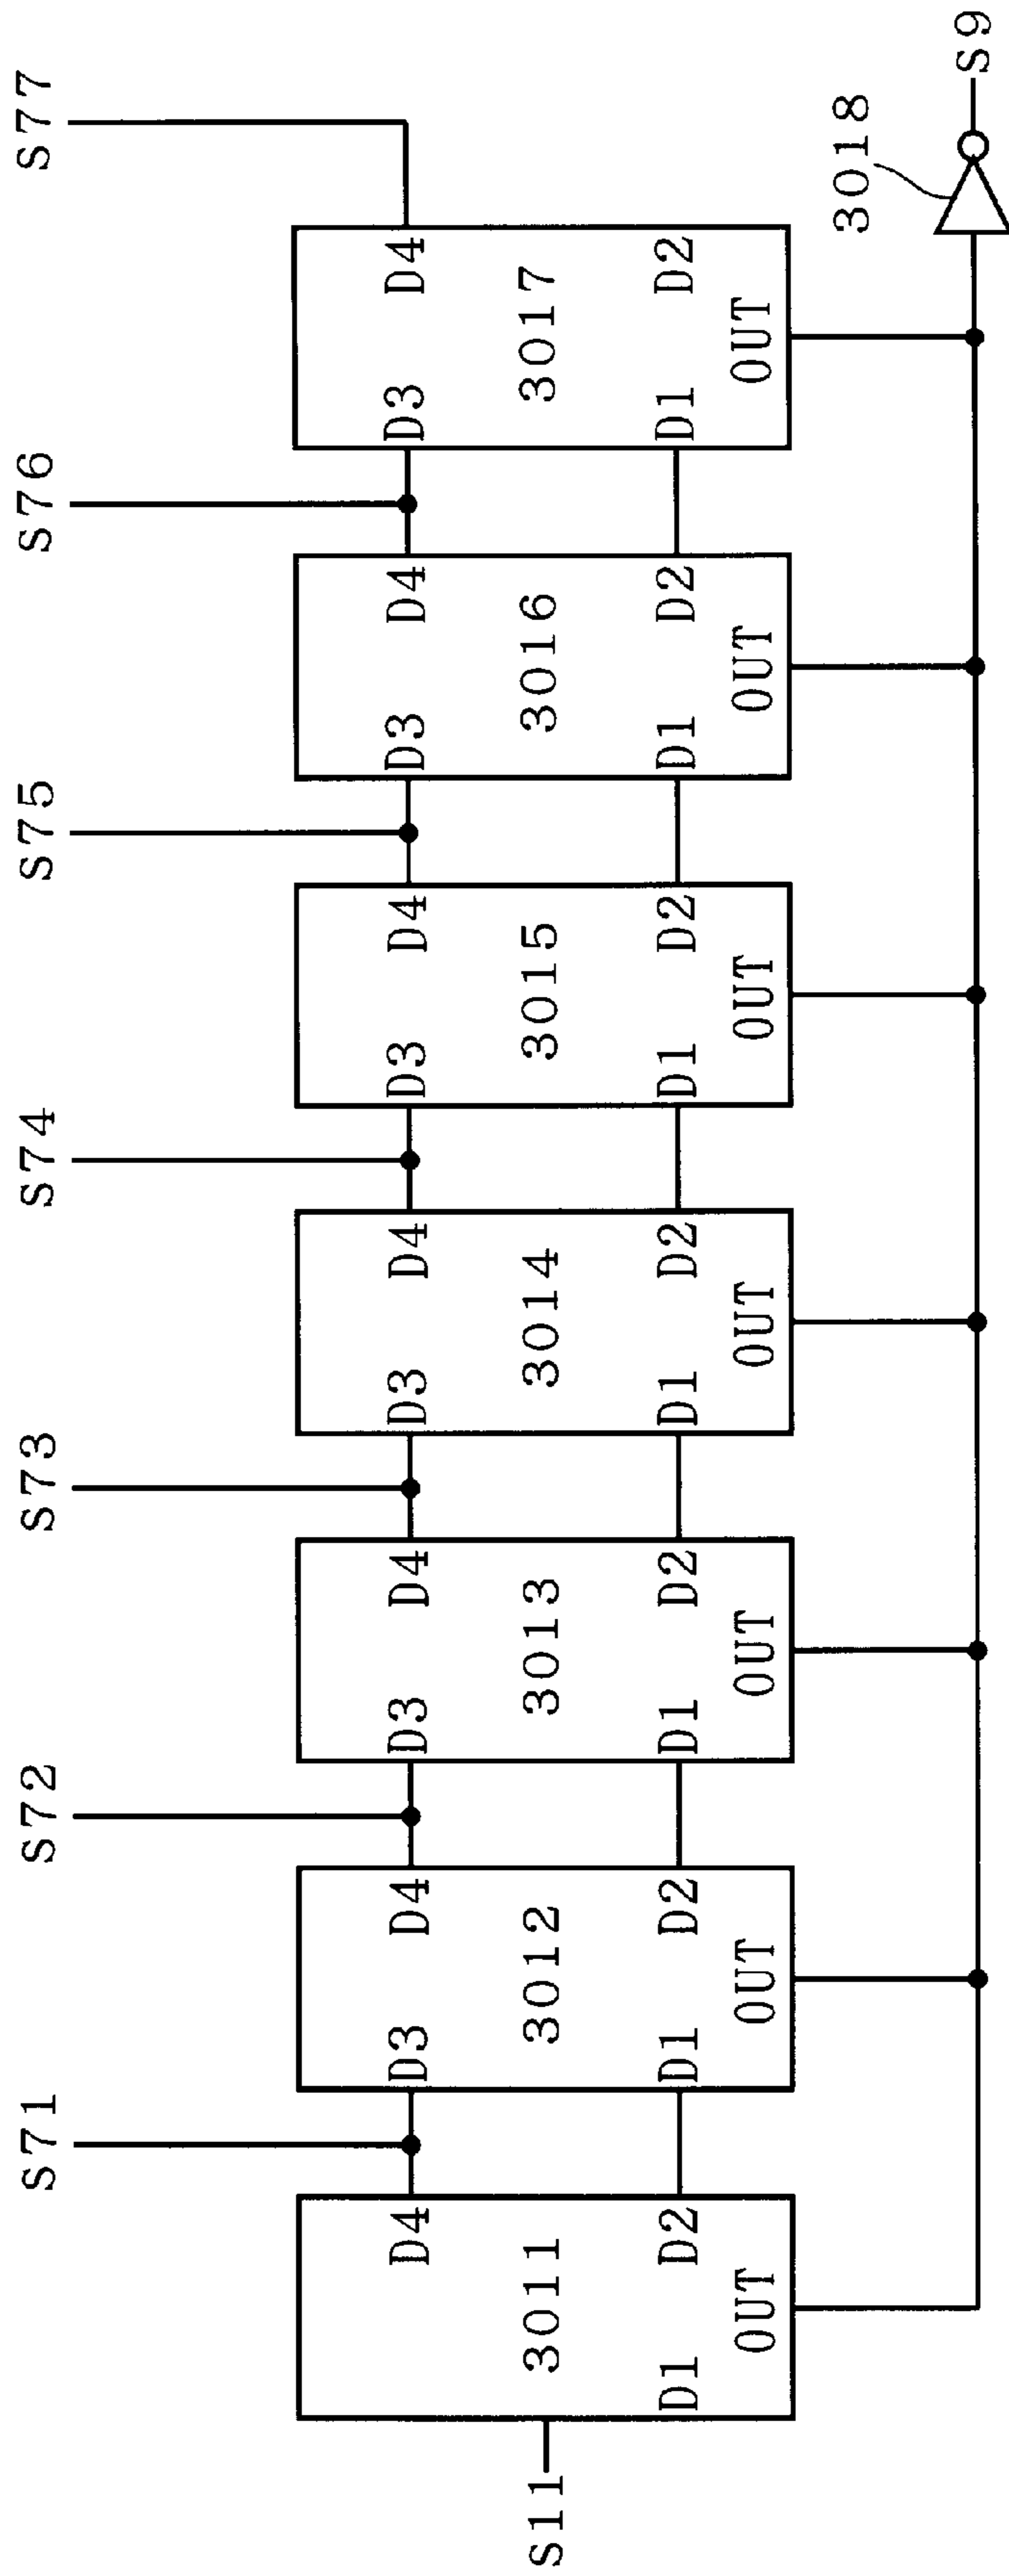 S71 S72 S73 S74 S75 S76 S77
D4 D3 D4 D3 D4 D3 D4 D3 D4 D3 D4 D3 D4
S11 3011 3012 3013 3014 3015 3016 3017
D1 D2 D1 D2 D1 D2 D1 D2 D1 D2 D1 D2 D1 D2
OUT OUT OUT OUT OUT OUT OUT
3018
S9